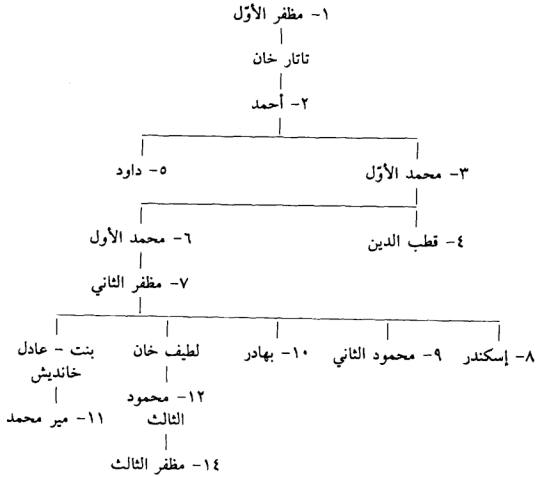 ١- مظفر الأوّل
تاتار خان
٢- أحمد
٣- محمد الأوّل
٥- داود
٤- قطب الدين
٦- محمد الأول
٧- مظفر الثاني
٨- إسكندر
٩- محمود الثاني
١٠- بهادر
لطيف خان
بنت - عادل
خانديش
١٢- محمود
الثالث
١١- مير محمد
١٤- مظفر الثالث